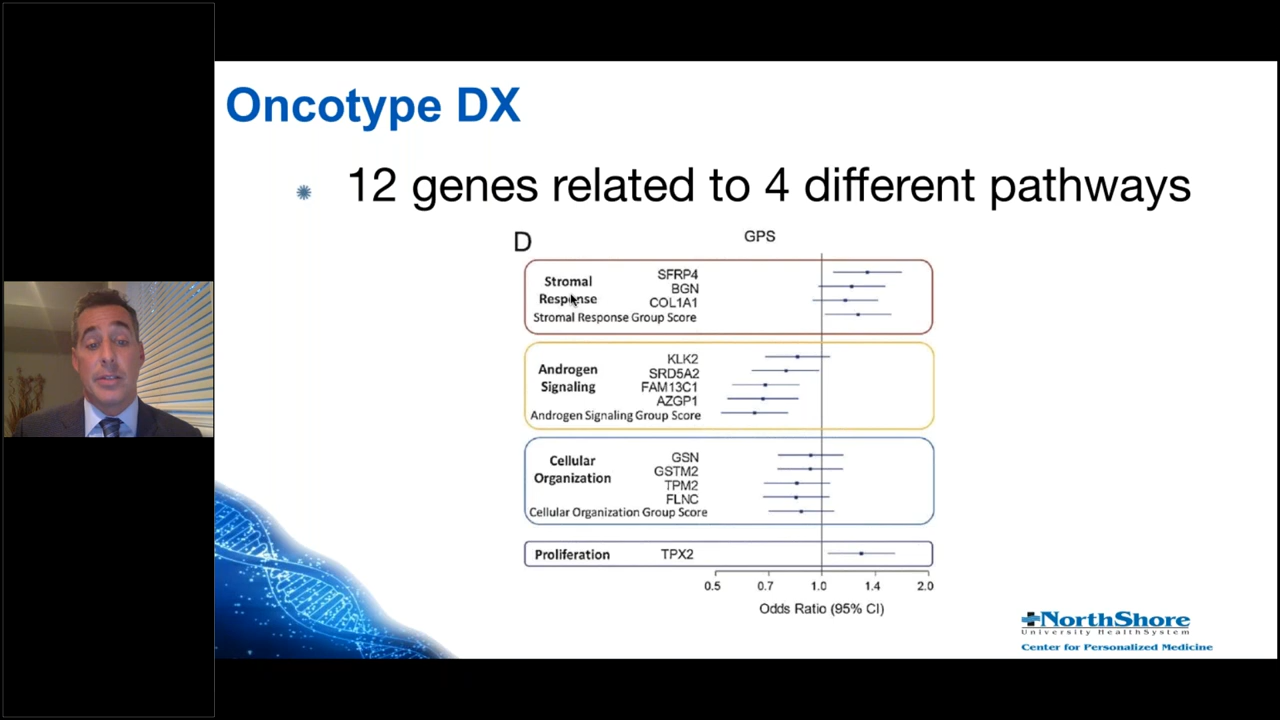 Oncotype DX
12 genes related to 4 different pathways
D
GPS
Stromal
Response
SFRP4
BGN
COL1A1
Stromal Response Group Score
Androgen
Signaling
KLK2
SRD5A2
FAM13C1
AZGP1
Androgen Signaling Group Score
Cellular
Organization
GSN
GSTM2
TPM2
FLNC
Cellular Organization Group Score
Proliferation
TPX2
0.5 0.7 1.0 1.4 2.0
Odds Ratio (95% CI)
NorthShore
University HealthSystem
Center for Personalized Medicine